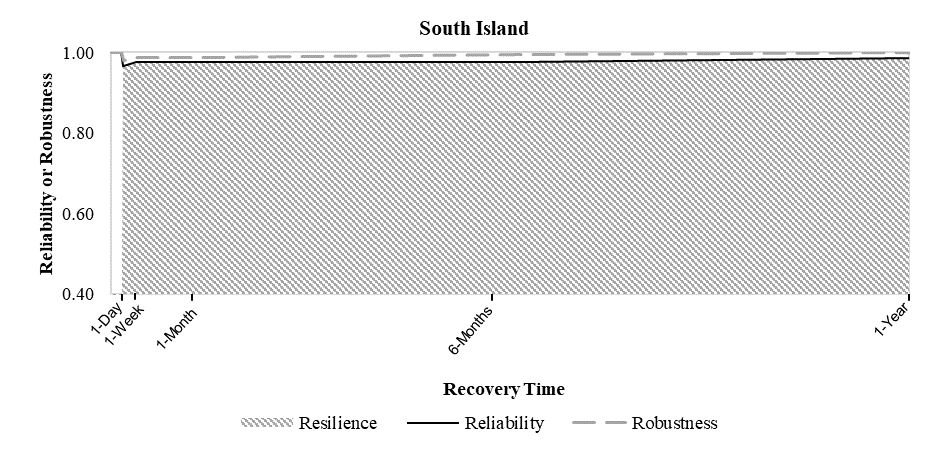 South Island
Reliability or Robustness
1.00
0.80
0.60
0.40
1-Day
1-Week
1-Month
6-Months
1-Year
Recovery Time
Resilience
Reliability
Robustness